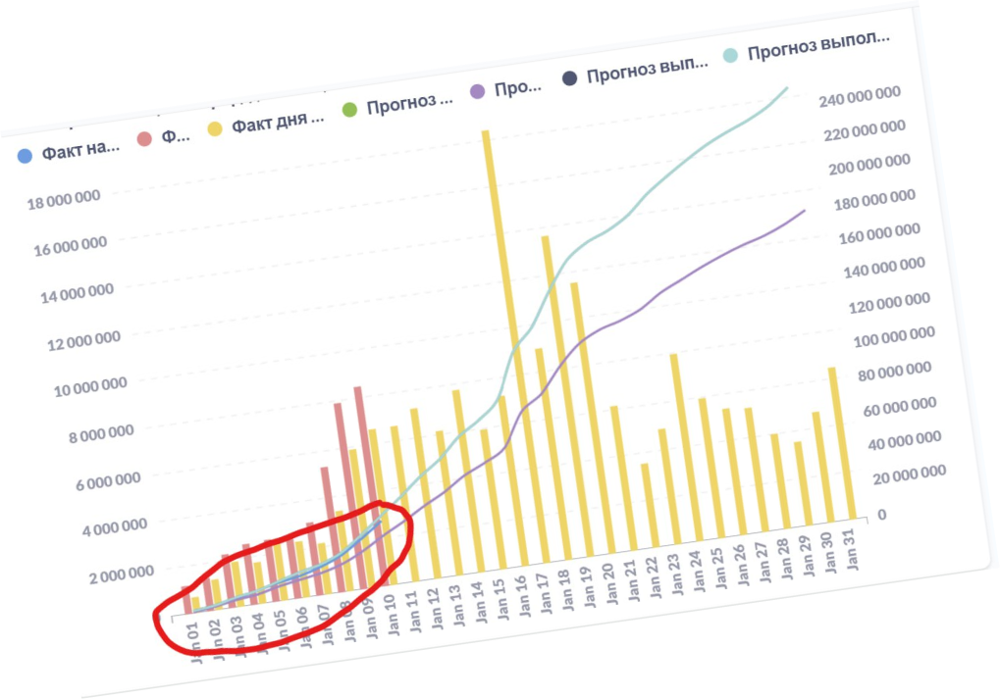 Факт на...
Ф...
Факт дня ...
Прогноз ...
Про...
Прогноз вып...
Прогноз выпол...
18 000 000
16 000 000
14 000 000
12 000 000
10 000 000
8 000 000
6 000 000
4 000 000
2 000 000
240 000 000
220 000 000
200 000 000
180 000 000
160 000 000
140 000 000
120 000 000
100 000 000
80 000 000
60 000 000
40 000 000
20 000 000
0
Jan 01
Jan 02
Jan 03
Jan 04
Jan 05
Jan 06
Jan 07
Jan 08
Jan 09
Jan 10
Jan 11
Jan 12
Jan 13
Jan 14
Jan 15
Jan 16
Jan 17
Jan 18
Jan 19
Jan 20
Jan 21
Jan 22
Jan 23
Jan 24
Jan 25
Jan 26
Jan 27
Jan 28
Jan 29
Jan 30
Jan 31